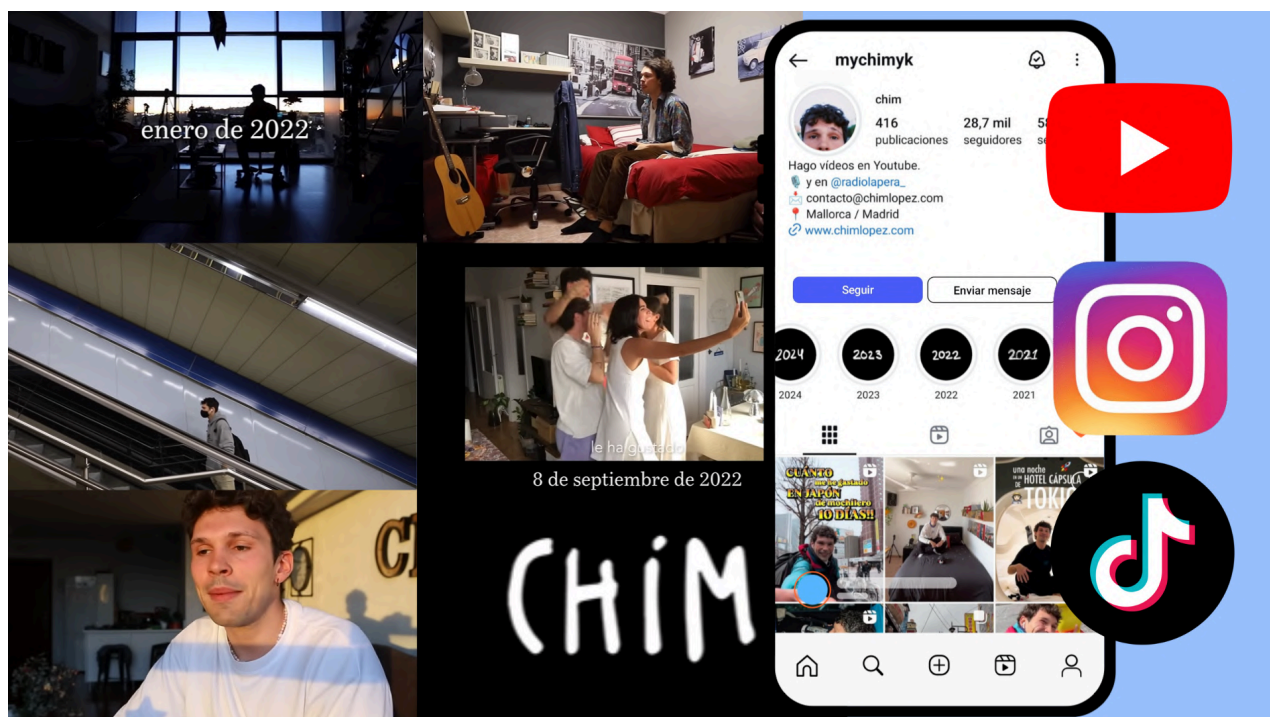 enero de 2022
le ha gustado
8 de septiembre de 2022
CHIM
mychimyk
chim
416
28,7 mil
publicaciones
seguidores
Hago vídeos en Youtube.
y en @radiolapera_
contacto@chimlopez.com
Mallorca / Madrid
www.chimlopez.com
Seguir
Enviar mensaje
2024
2023
2022
2021
2024
2023
2022
2021
CUÁNTO
me he gastado
EN JAPÓN
de mochilero
10 DÍAS!!
una noche
en un
DE HOTEL CÁPSULA
TOKIO